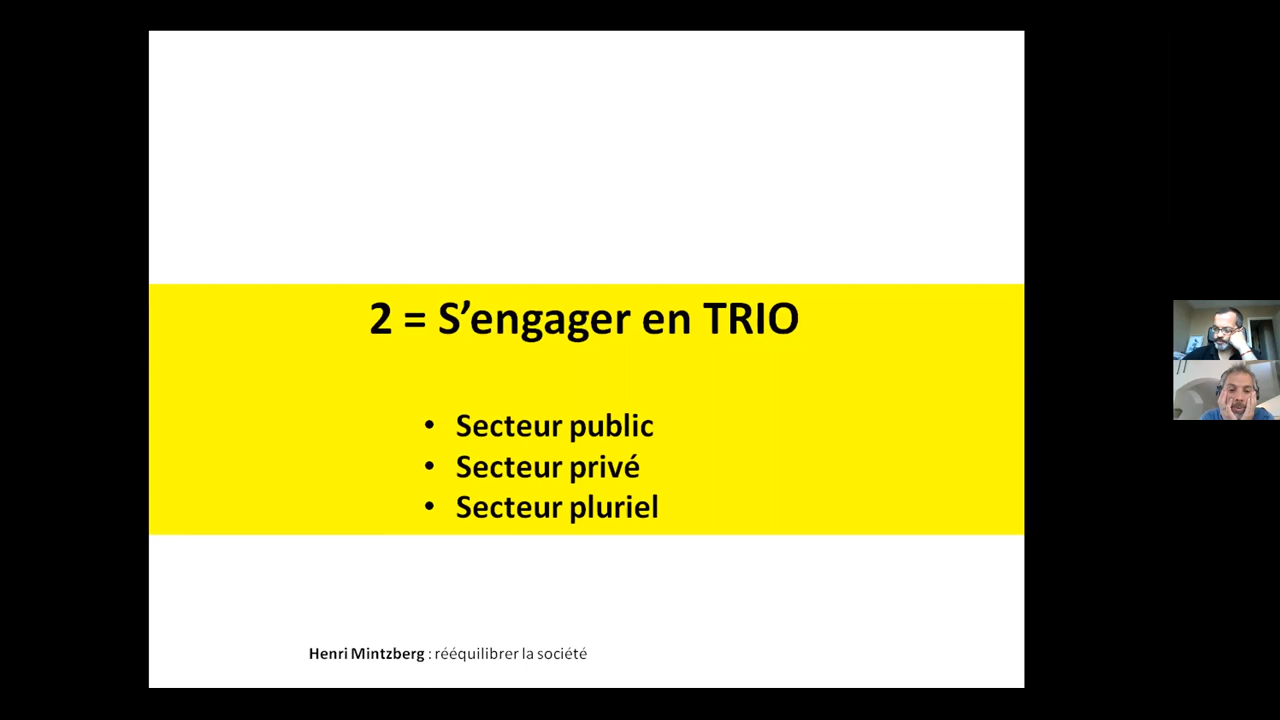 2 = S’engager en TRIO
• Secteur public
• Secteur privé
• Secteur pluriel
Henri Mintzberg : rééquilibrer la société